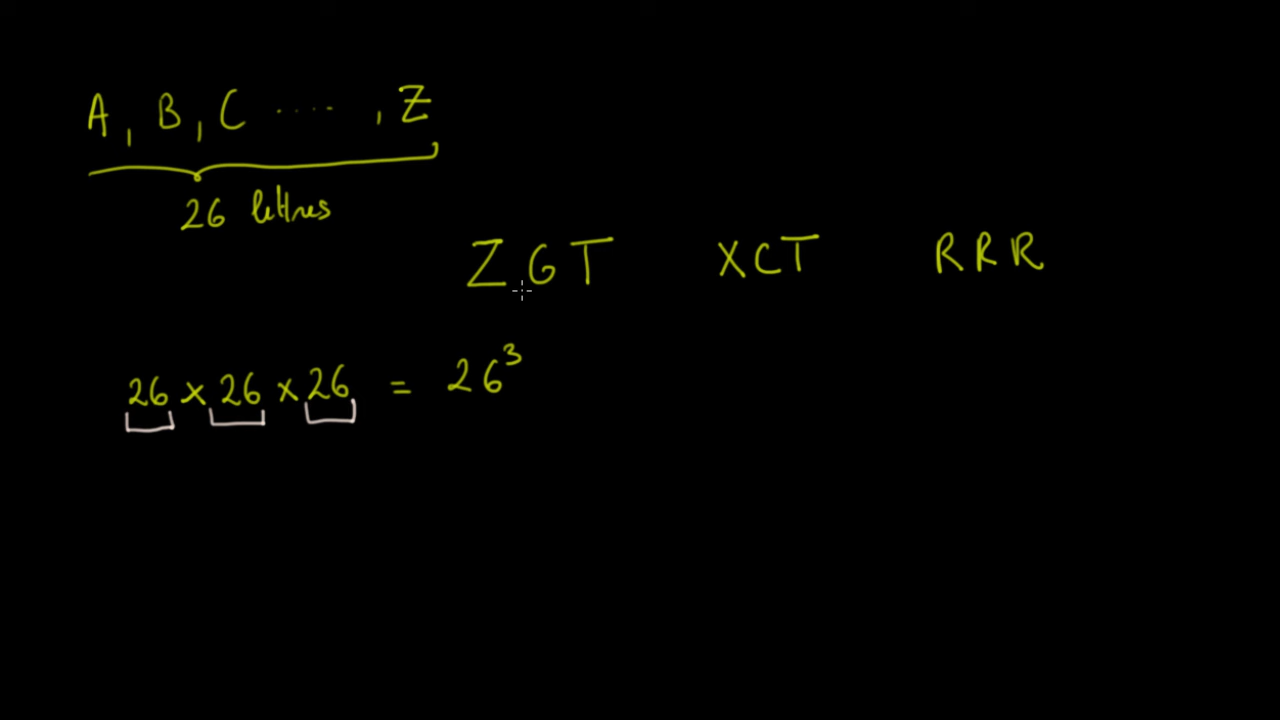 A, B, C ....., Z
26 lettres
ZGT XCT RRR
26 × 26 × 26 = 26³